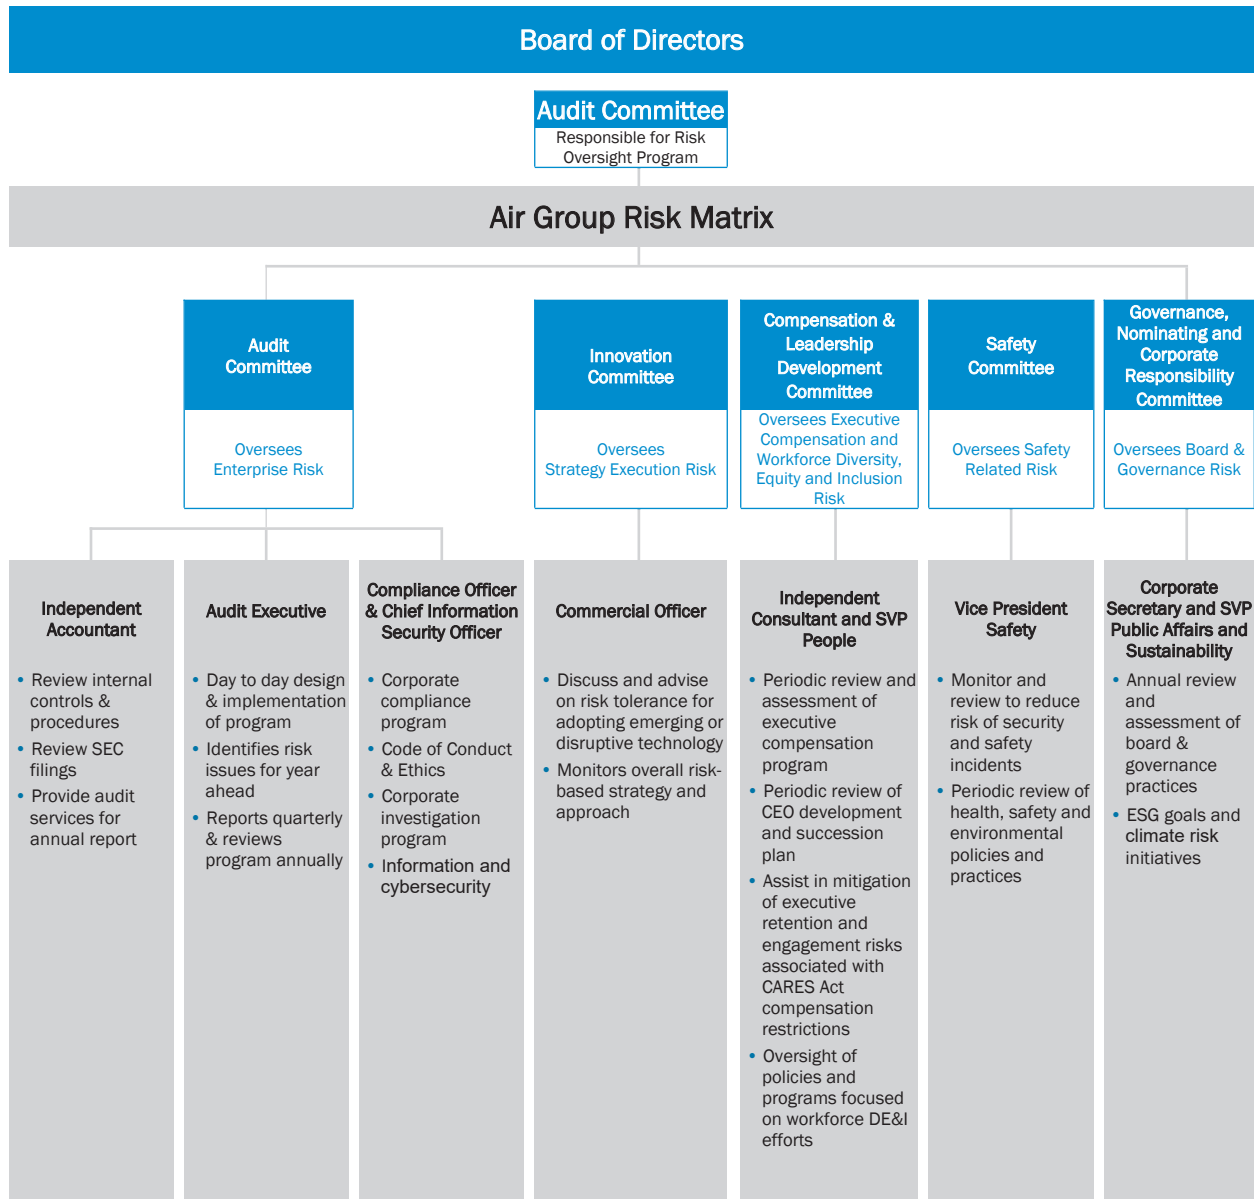 Board of Directors
Audit Committee
Responsible for Risk
Oversight Program
Air Group Risk Matrix
Audit
Committee
Oversees
Enterprise Risk
Innovation
Committee
Oversees
Strategy Execution Risk
Compensation &
Leadership
Development
Committee
Oversees Executive
Compensation and
Workforce Diversity,
Equity and Inclusion
Risk
Safety
Committee
Oversees Safety
Related Risk
Governance,
Nominating and
Corporate
Responsibility
Committee
Oversees Board &
Governance Risk
Independent
Accountant
• Review internal
controls &
procedures
• Review SEC
filings
• Provide audit
services for
annual report
Audit Executive
• Day to day design
& implementation
of program
• Identifies risk
issues for year
ahead
• Reports quarterly
& reviews
program annually
Compliance Officer
& Chief Information
Security Officer
• Corporate
compliance
program
• Code of Conduct
& Ethics
• Corporate
investigation
program
• Information and
cybersecurity
Commercial Officer
• Discuss and advise
on risk tolerance for
adopting emerging or
disruptive technology
• Monitors overall risk-
based strategy and
approach
Independent
Consultant and SVP
People
• Periodic review and
assessment of
executive
compensation
program
• Periodic review of
CEO development
and succession
plan
• Assist in mitigation
of executive
retention and
engagement risks
associated with
CARES Act
compensation
restrictions
• Oversight of
policies and
programs focused
on workforce DE&I
efforts
Vice President
Safety
• Monitor and
review to reduce
risk of security
and safety
incidents
• Periodic review of
health, safety and
environmental
policies and
practices
Corporate
Secretary and SVP
Public Affairs and
Sustainability
• Annual review
and
assessment of
board &
governance
practices
• ESG goals and
climate risk
initiatives